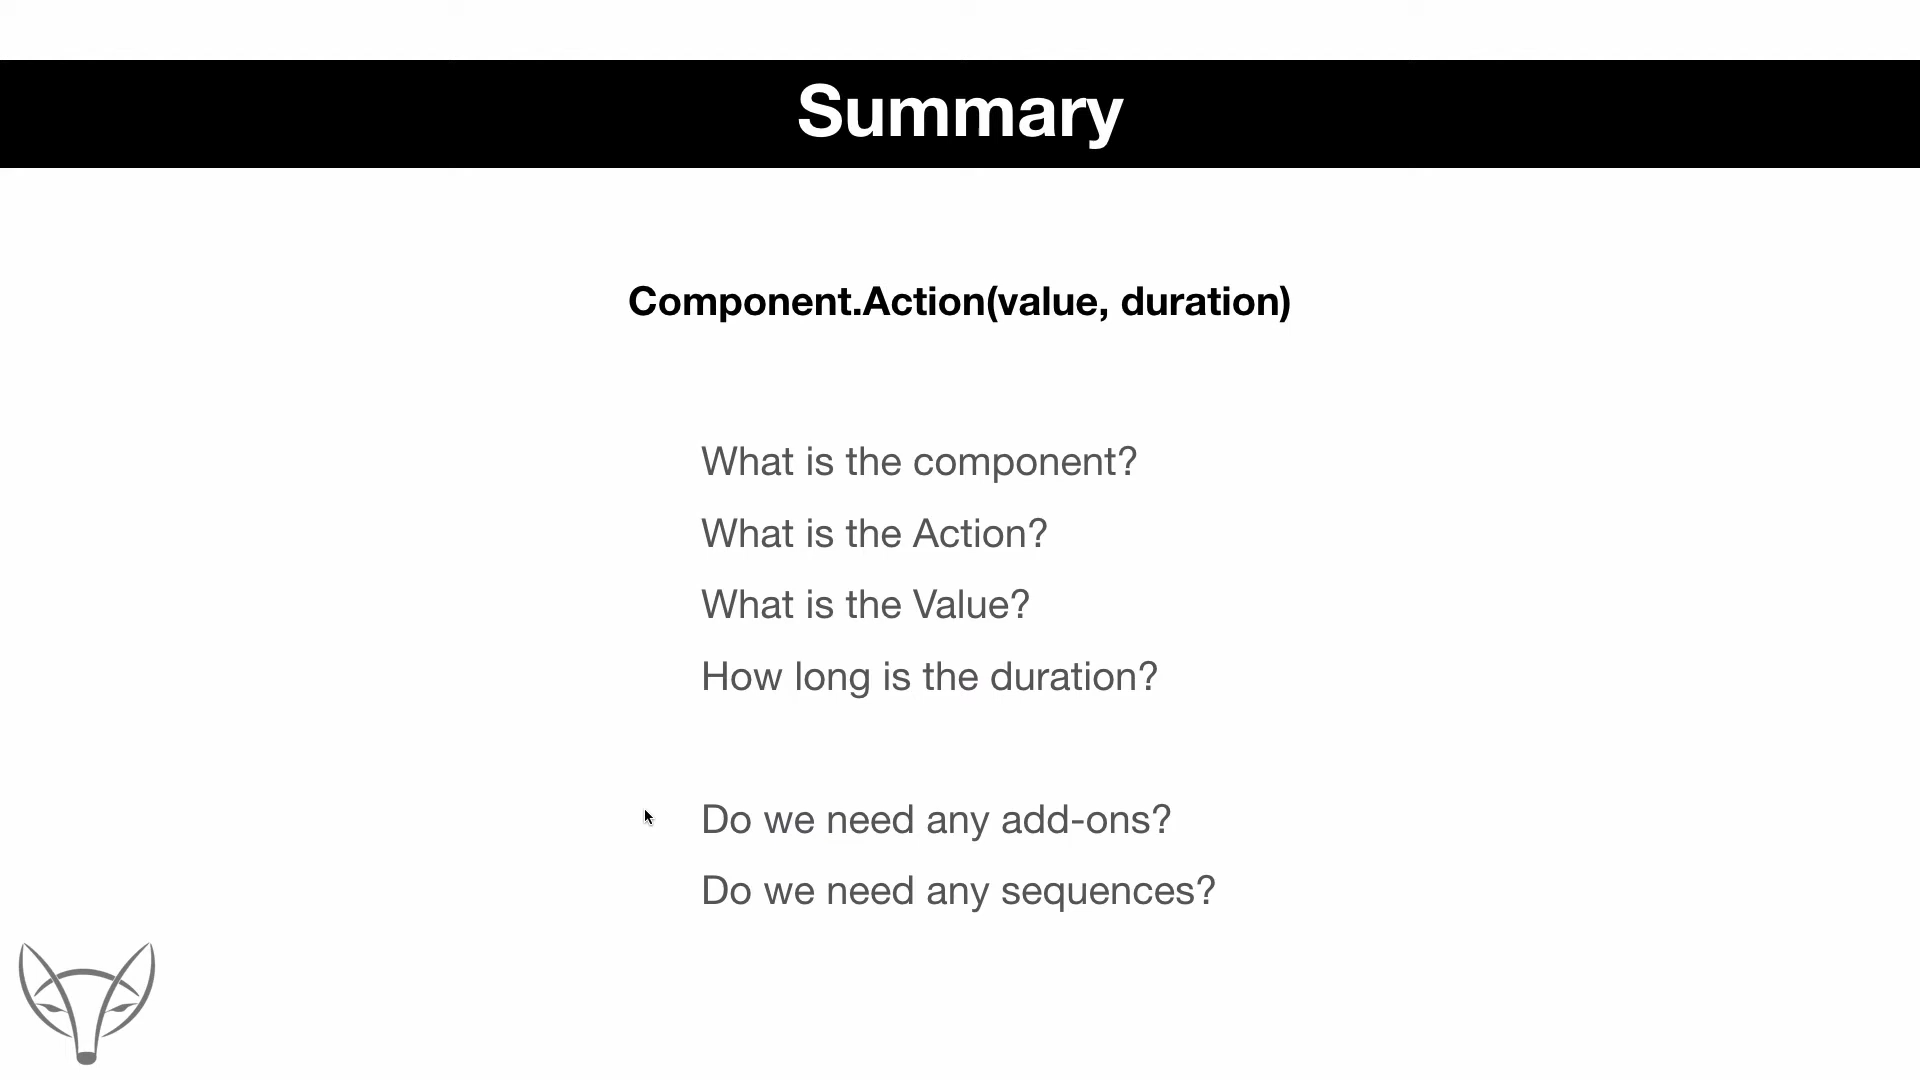 Summary
Component.Action(value, duration)
What is the component?
What is the Action?
What is the Value?
How long is the duration?
Do we need any add-ons?
Do we need any sequences?